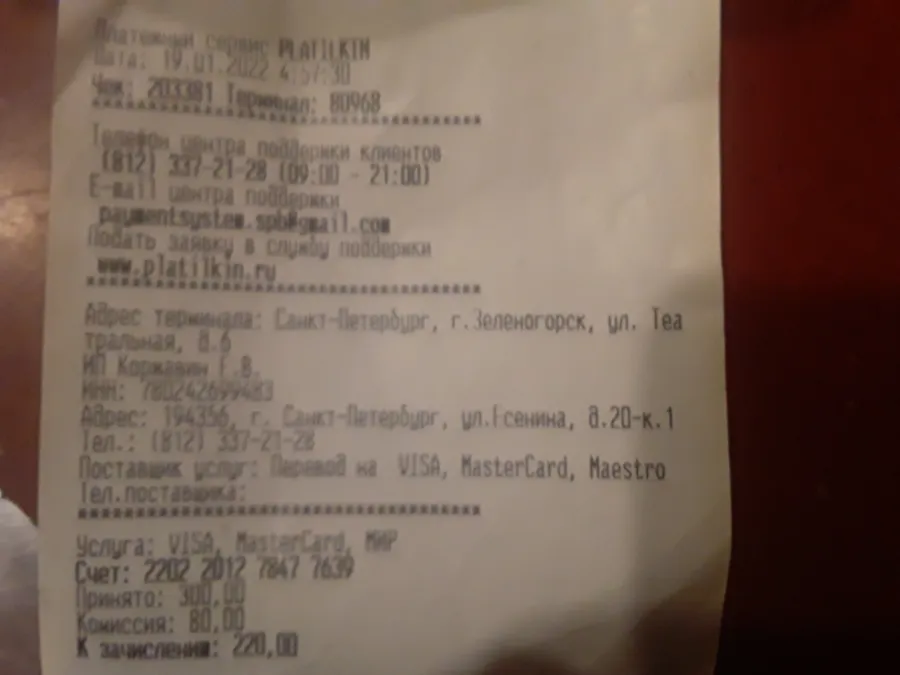 Платежный сервис PLATILKIN
Дата: 19.01.2022 4:57:30
Чек: 203381 Терминал: 80968
****************************************
Телефон центра поддержки клиентов
(812) 337-21-28 (09:00 - 21:00)
E-mail центра поддержки
paymentsystem.spb@gmail.com
Подать заявку в службу поддержки
www.platilkin.ru
****************************************
Адрес терминала: Санкт-Петербург, г.Зеленогорск, ул. Теа
тральная, д.6
ИП Коржавин Г.В.
ИНН: 780242699483
Адрес: 194356, г. Санкт-Петербург, ул.Есенина, д.20-к.1
Тел.: (812) 337-21-28
Поставщик услуг: Перевод на VISA, MasterCard, Maestro
Тел.поставщика:
****************************************
Услуга: VISA, MasterCard, МИР
Счет: 2202 2012 7847 7639
Принято: 300,00
Комиссия: 80,00
К зачислению: 220,00